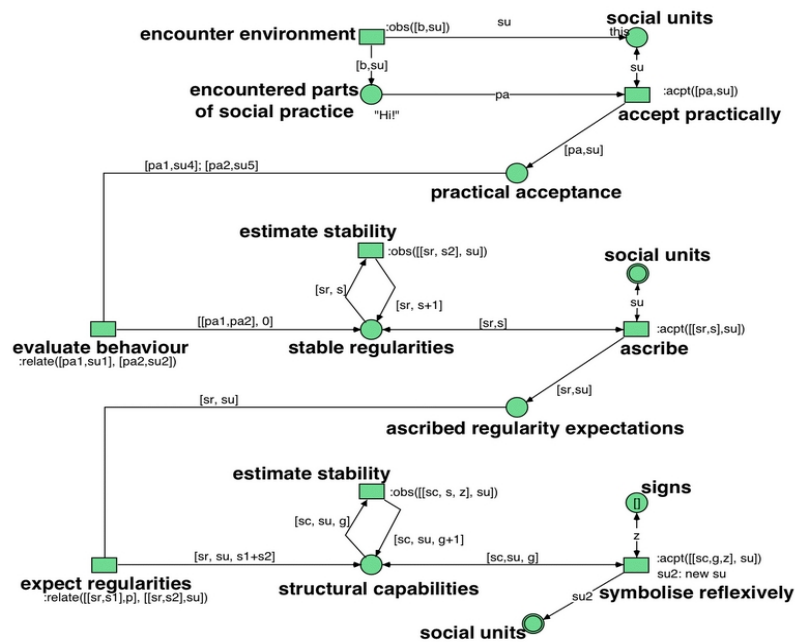 social units
su
encounter environment
:obs([b,su])
this
[b,su]
su
encountered parts
of social practice
pa
:acpt([pa,su])
"Hi!"
accept practically
[pa,su]
[pa1,su4]; [pa2,su5]
practical acceptance
estimate stability
:obs([[sr, s2], su])
social units
[sr, s]
[sr, s+1]
su
[[pa1,pa2], 0]
[sr,s]
:acpt([[sr,s],su])
evaluate behaviour
stable regularities
ascribe
:relate([pa1,su1], [pa2,su2])
[sr,su]
[sr, su]
ascribed regularity expectations
estimate stability
:obs([[sc, s, z], su])
signs
[]
[sc, su, g]
[sc, su, g+1]
z
[sr, su, s1+s2]
[sc,su, g]
:acpt([[sc,g,z], su])
su2: new su
expect regularities
structural capabilities
symbolise reflexively
:relate([[sr,s1],p], [[sr,s2],su])
su2
social units